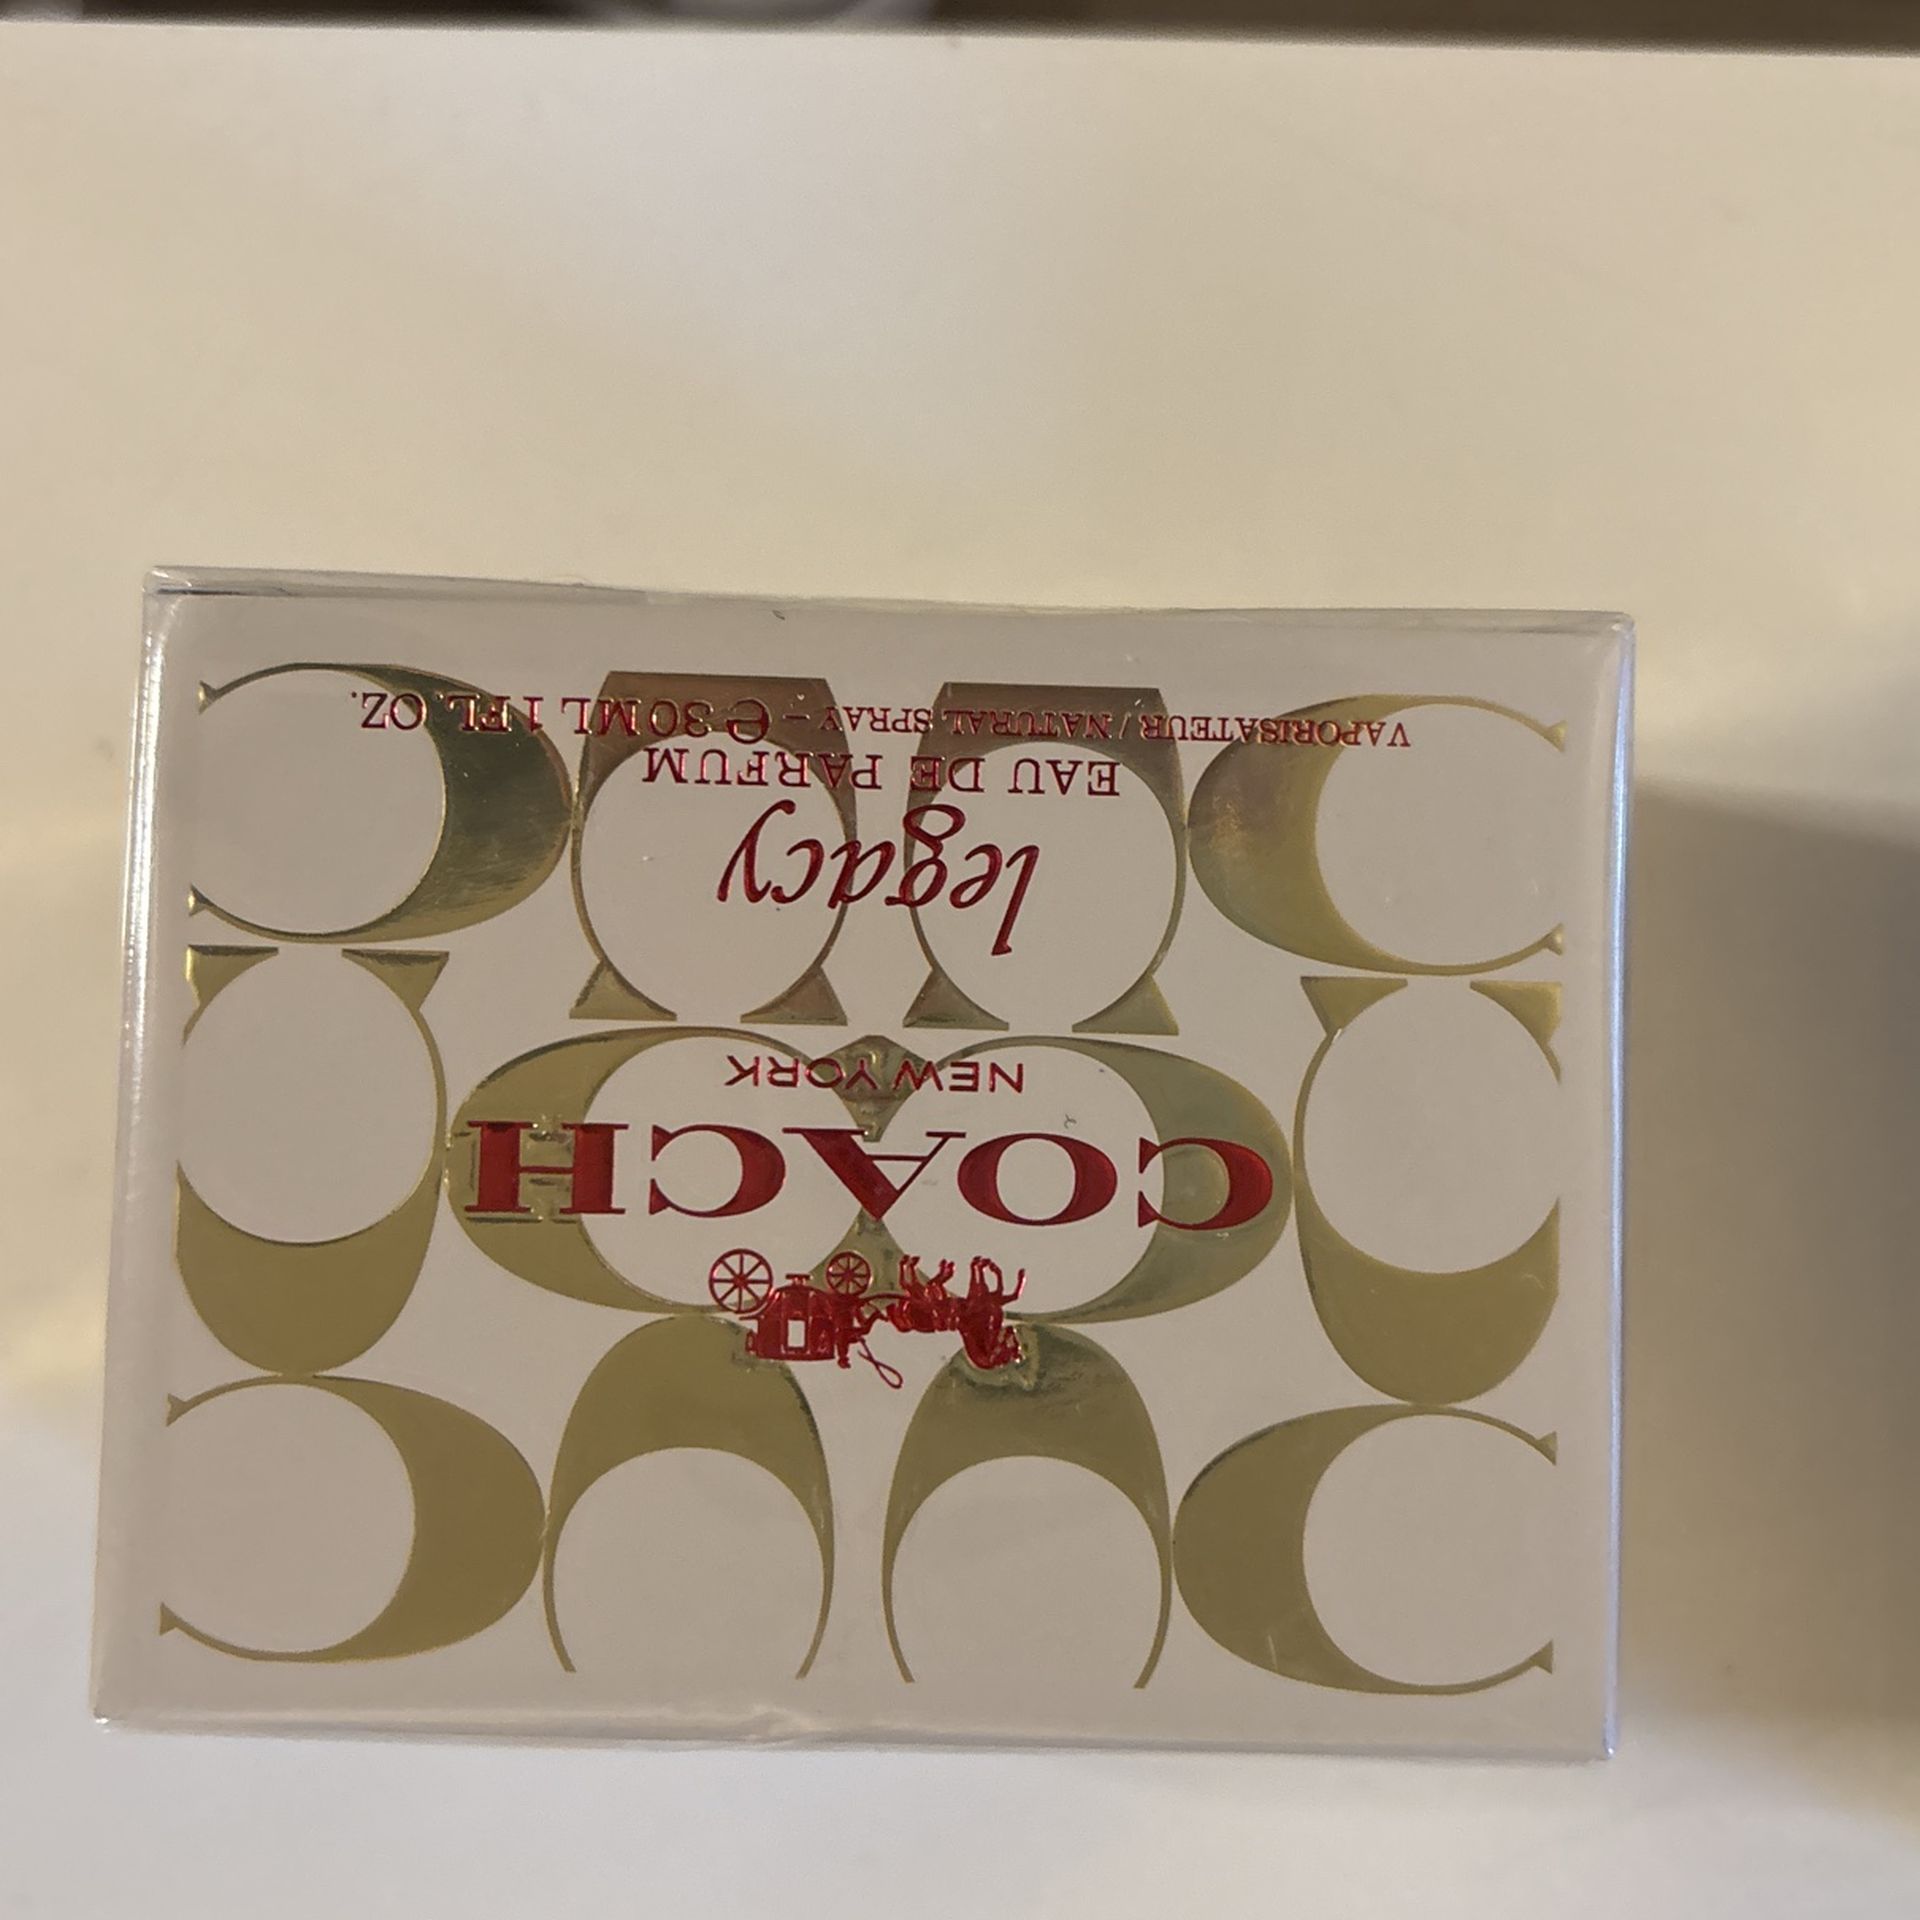 COACH
NEW YORK
legacy
EAU DE PARFUM
VAPORISATEUR / NATURAL SPRAY – ℮ 30 ML 1 FL. OZ.